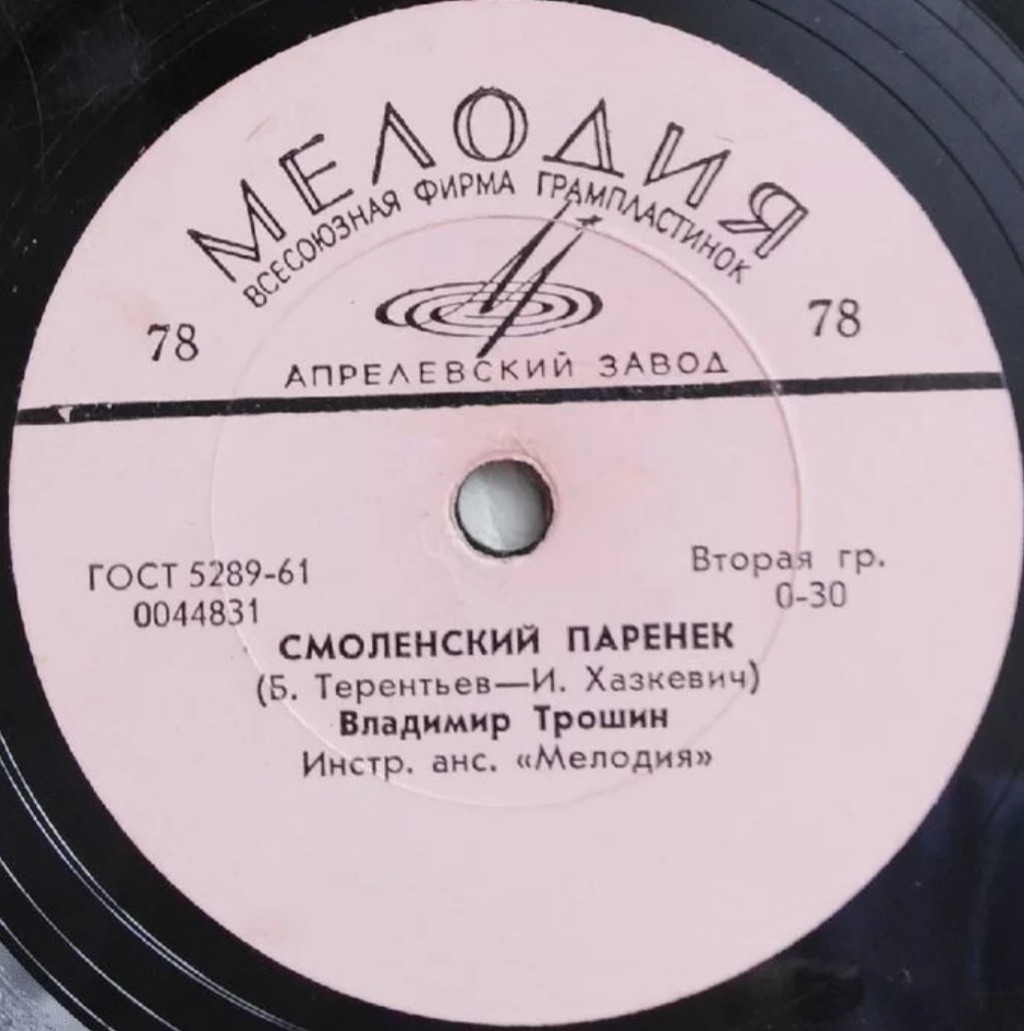 МЕЛОДИЯ
ВСЕСОЮЗНАЯ ФИРМА ГРАМПЛАСТИНОК
78
78
АПРЕЛЕВСКИЙ ЗАВОД
ГОСТ 5289-61
0044831
Вторая гр.
0-30
СМОЛЕНСКИЙ ПАРЕНЕК
(Б. Терентьев—И. Хазкевич)
Владимир Трошин
Инстр. анс. «Мелодия»